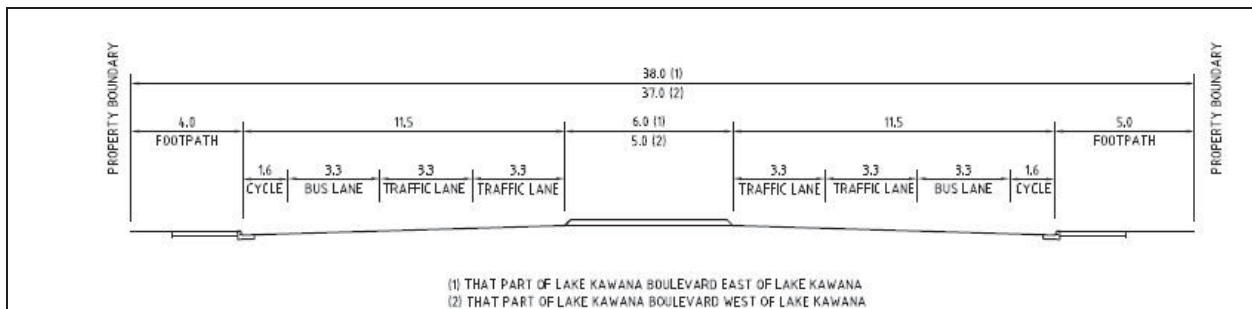 PROPERTY BOUNDARY
38.0 (1)
37.0 (2)
PROPERTY BOUNDARY
4.0
FOOTPATH
11.5
6.0 (1)
5.0 (2)
11.5
5.0
FOOTPATH
1.6
CYCLE
3.3
BUS LANE
3.3
TRAFFIC LANE
3.3
TRAFFIC LANE
3.3
TRAFFIC LANE
3.3
TRAFFIC LANE
3.3
BUS LANE
1.6
CYCLE
(1) THAT PART OF LAKE KAWANA BOULEVARD EAST OF LAKE KAWANA
(2) THAT PART OF LAKE KAWANA BOULEVARD WEST OF LAKE KAWANA